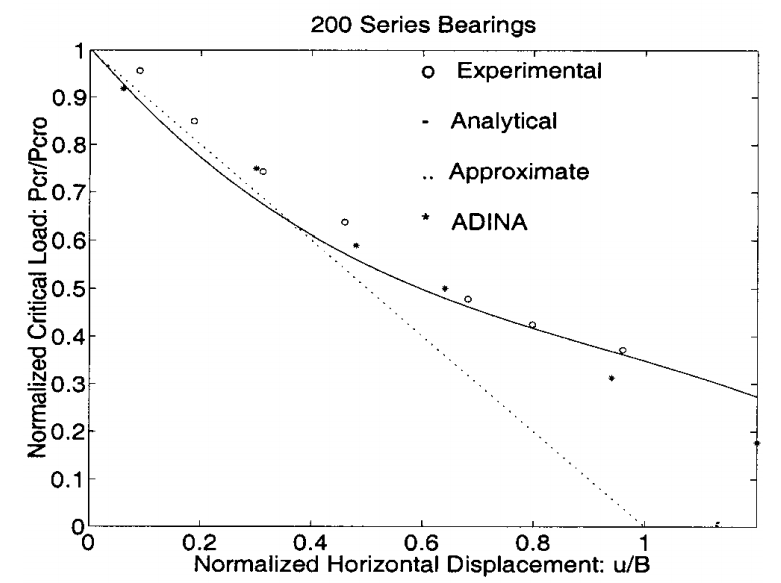 200 Series Bearings
Normalized Critical Load: Pcr/Pcro
1
0.9
0.8
0.7
0.6
0.5
0.4
0.3
0.2
0.1
0
o Experimental
- Analytical
.. Approximate
* ADINA
0 0.2 0.4 0.6 0.8 1
Normalized Horizontal Displacement: u/B